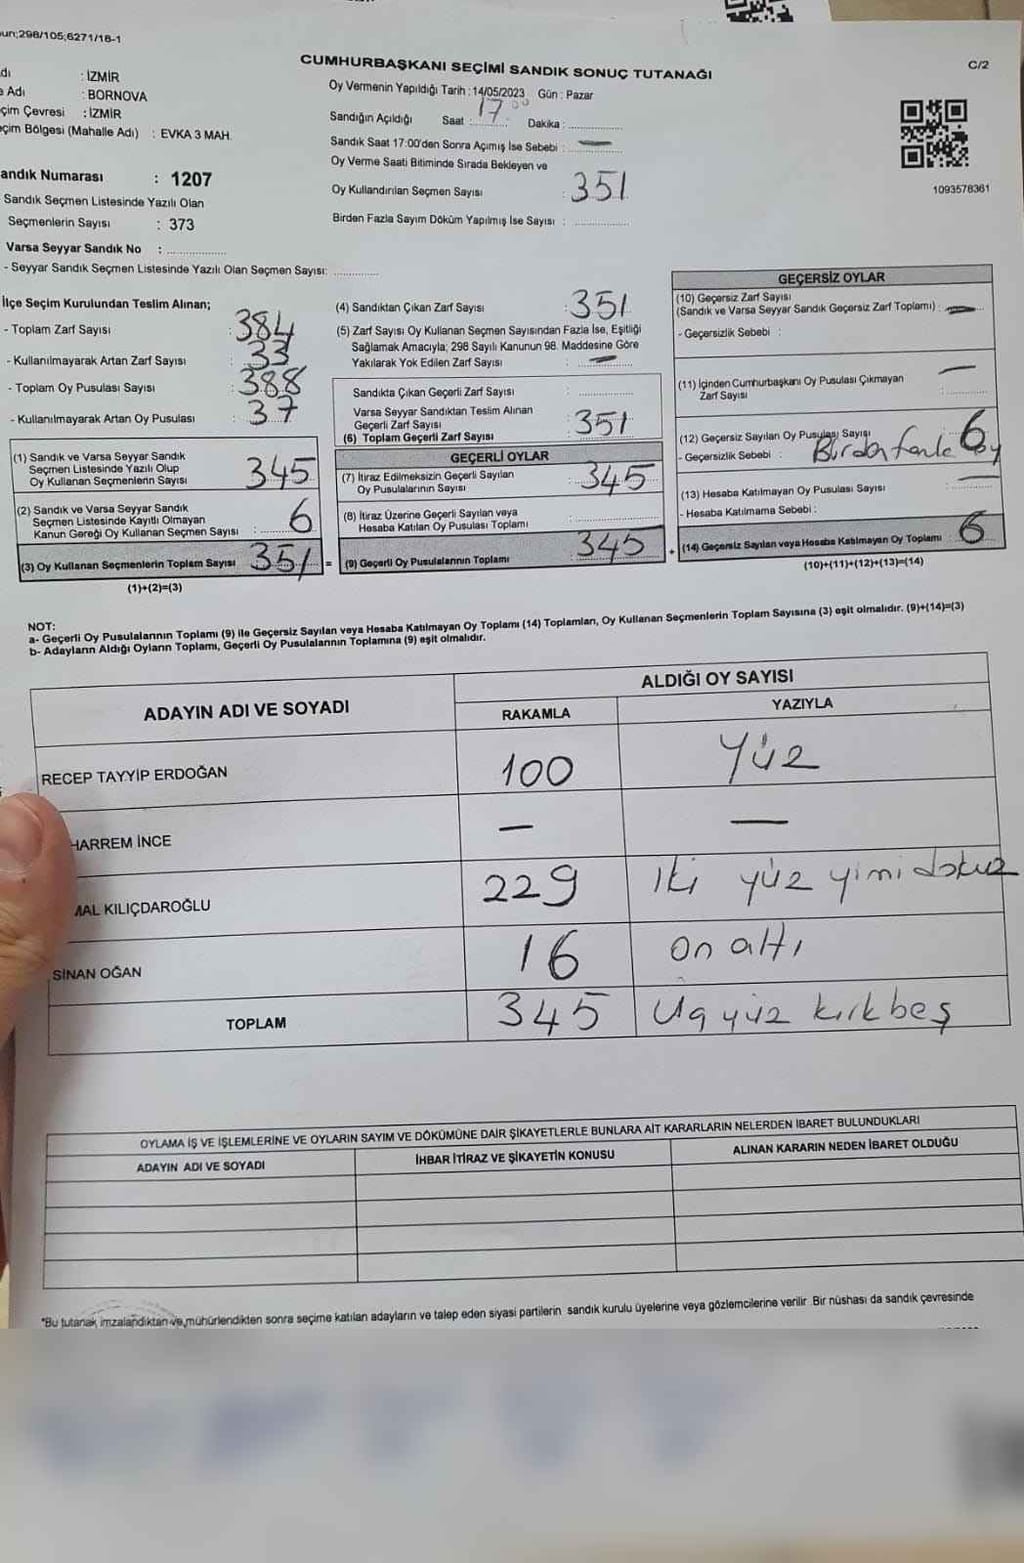 298/105;6271/18-1
CUMHURBAŞKANI SEÇİMİ SANDIK SONUÇ TUTANAĞI
C/2
dı : İZMİR
Adı : BORNOVA
çim Çevresi : İZMİR
çim Bölgesi (Mahalle Adı) : EVKA 3 MAH.
andık Numarası : 1207
Sandık Seçmen Listesinde Yazılı Olan
Seçmenlerin Sayısı : 373
Varsa Seyyar Sandık No :
- Seyyar Sandık Seçmen Listesinde Yazılı Olan Seçmen Sayısı:
Oy Vermenin Yapıldığı Tarih : 14/05/2023 Gün : Pazar
Sandığın Açıldığı Saat : 17 00 Dakika :
Sandık Saat 17:00'den Sonra Açımış İse Sebebi : —
Oy Verme Saati Bitiminde Sırada Bekleyen ve
Oy Kullandırılan Seçmen Sayısı : 351
Birden Fazla Sayım Döküm Yapılmış İse Sayısı :
1093578361
İlçe Seçim Kurulundan Teslim Alınan;
- Toplam Zarf Sayısı : 384
- Kullanılmayarak Artan Zarf Sayısı : 33
- Toplam Oy Pusulası Sayısı : 388
- Kullanılmayarak Artan Oy Pusulası : 37
(1) Sandık ve Varsa Seyyar Sandık
Seçmen Listesinde Yazılı Olup
Oy Kullanan Seçmenlerin Sayısı 345
(2) Sandık ve Varsa Seyyar Sandık
Seçmen Listesinde Kayıtlı Olmayan
Kanun Gereği Oy Kullanan Seçmen Sayısı : 6
(3) Oy Kullanan Seçmenlerin Toplam Sayısı 351 =
(1)+(2)=(3)
(4) Sandıktan Çıkan Zarf Sayısı : 351
(5) Zarf Sayısı Oy Kullanan Seçmen Sayısından Fazla İse, Eşitliği
Sağlamak Amacıyla; 298 Sayılı Kanunun 98. Maddesine Göre
Yakılarak Yok Edilen Zarf Sayısı : —
Sandıkta Çıkan Geçerli Zarf Sayısı :
Varsa Seyyar Sandıktan Teslim Alınan
Geçerli Zarf Sayısı
(6) Toplam Geçerli Zarf Sayısı : 351
GEÇERLİ OYLAR
(7) İtiraz Edilmeksizin Geçerli Sayılan
Oy Pusulalarının Sayısı : 345
(8) İtiraz Üzerine Geçerli Sayılan veya
Hesaba Katılan Oy Pusulası Toplamı :
(9) Geçerli Oy Pusulalarının Toplamı 345 +
GEÇERSİZ OYLAR
(10) Geçersiz Zarf Sayısı
(Sandık ve Varsa Seyyar Sandık Geçersiz Zarf Toplamı) : —
- Geçersizlik Sebebi :
(11) İçinden Cumhurbaşkanı Oy Pusulası Çıkmayan
Zarf Sayısı : —
(12) Geçersiz Sayılan Oy Pusulası Sayısı : 6
- Geçersizlik Sebebi : Birden fazla oy
(13) Hesaba Katılmayan Oy Pusulası Sayısı : —
- Hesaba Katılmama Sebebi :
(14) Geçersiz Sayılan veya Hesaba Katılmayan Oy Toplamı 6
(10)+(11)+(12)+(13)=(14)
NOT:
a- Geçerli Oy Pusulalarının Toplamı (9) ile Geçersiz Sayılan veya Hesaba Katılmayan Oy Toplamı (14) Toplamları, Oy Kullanan Seçmenlerin Toplam Sayısına (3) eşit olmalıdır. (9)+(14)=(3)
b- Adayların Aldığı Oyların Toplamı, Geçerli Oy Pusulalarının Toplamına (9) eşit olmalıdır.
ADAYIN ADI VE SOYADI
ALDIĞI OY SAYISI
RAKAMLA YAZIYLA
RECEP TAYYİP ERDOĞAN 100 Yüz
HARREM İNCE — —
MAL KILIÇDAROĞLU 229 İki yüz yimi dokuz
SİNAN OĞAN 16 On altı
TOPLAM 345 Üç yüz kırkbeş
OYLAMA İŞ VE İŞLEMLERİNE VE OYLARIN SAYIM VE DÖKÜMÜNE DAİR ŞİKAYETLERLE BUNLARA AİT KARARLARIN NELERDEN İBARET BULUNDUKLARI
ADAYIN ADI VE SOYADI İHBAR İTİRAZ VE ŞİKAYETİN KONUSU ALINAN KARARIN NEDEN İBARET OLDUĞU
*Bu tutanak imzalandıktan ve mühürlendikten sonra seçime katılan adayların ve talep eden siyasi partilerin sandık kurulu üyelerine veya gözlemcilerine verilir. Bir nüshası da sandık çevresinde